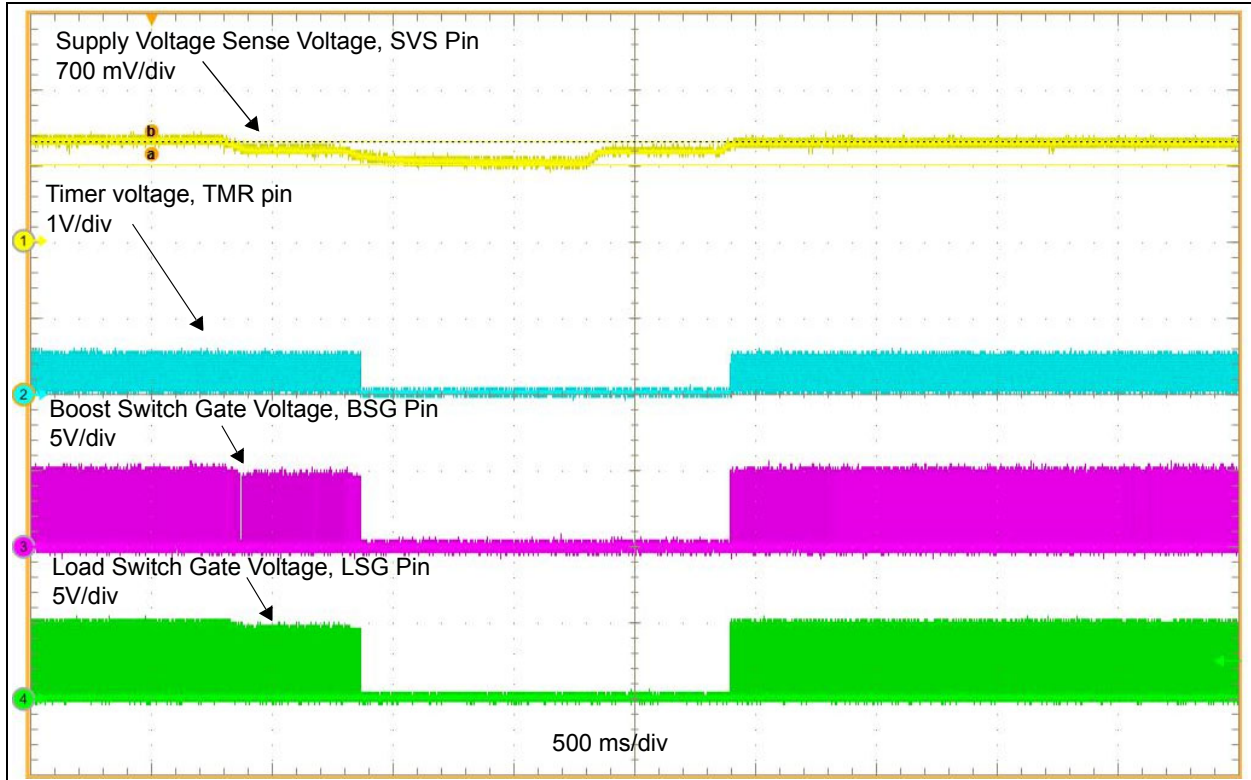 Supply Voltage Sense Voltage, SVS Pin
700 mV/div
b
a
Timer voltage, TMR pin
1V/div
1
2
Boost Switch Gate Voltage, BSG Pin
5V/div
3
Load Switch Gate Voltage, LSG Pin
5V/div
4
500 ms/div